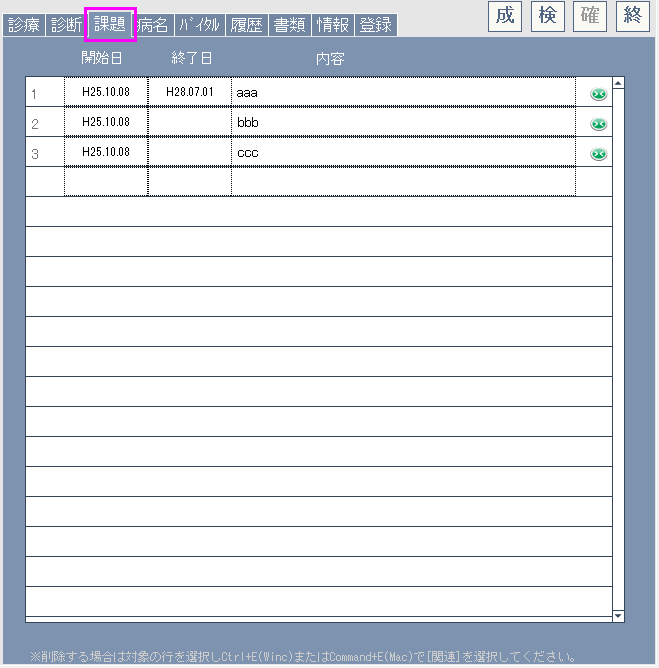 診療 診断 課題 病名 ﾊﾞｲﾀﾙ 履歴 書類 情報 登録 成 検 確 終
開始日 終了日 内容
1 H25.10.08 H28.07.01 aaa
2 H25.10.08 bbb
3 H25.10.08 ccc
※削除する場合は対象の行を選択しCtrl+E(Winc)またはCommand+E(Mac)で[関連]を選択してください。